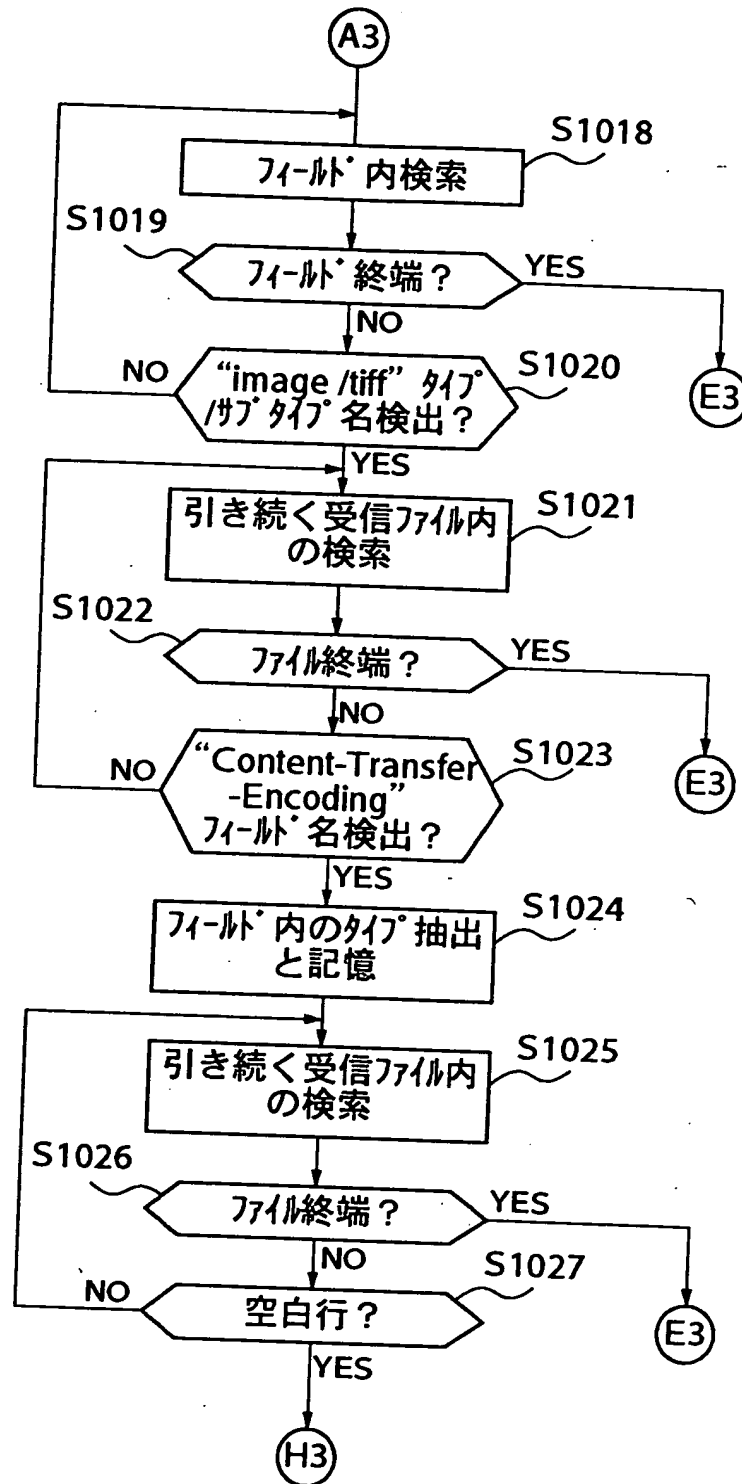 A3
S1018
フィールド内検索
S1019
フィールド終端？
YES
NO
E3
S1020
NO
“image/tiff” タイプ
/サブタイプ名検出？
YES
S1021
引き続く受信ファイル内
の検索
S1022
ファイル終端？
YES
NO
E3
S1023
NO
“Content-Transfer
-Encoding”
フィールド名検出？
YES
S1024
フィールド内のタイプ抽出
と記憶
S1025
引き続く受信ファイル内
の検索
S1026
ファイル終端？
YES
NO
E3
S1027
NO
空白行？
YES
H3